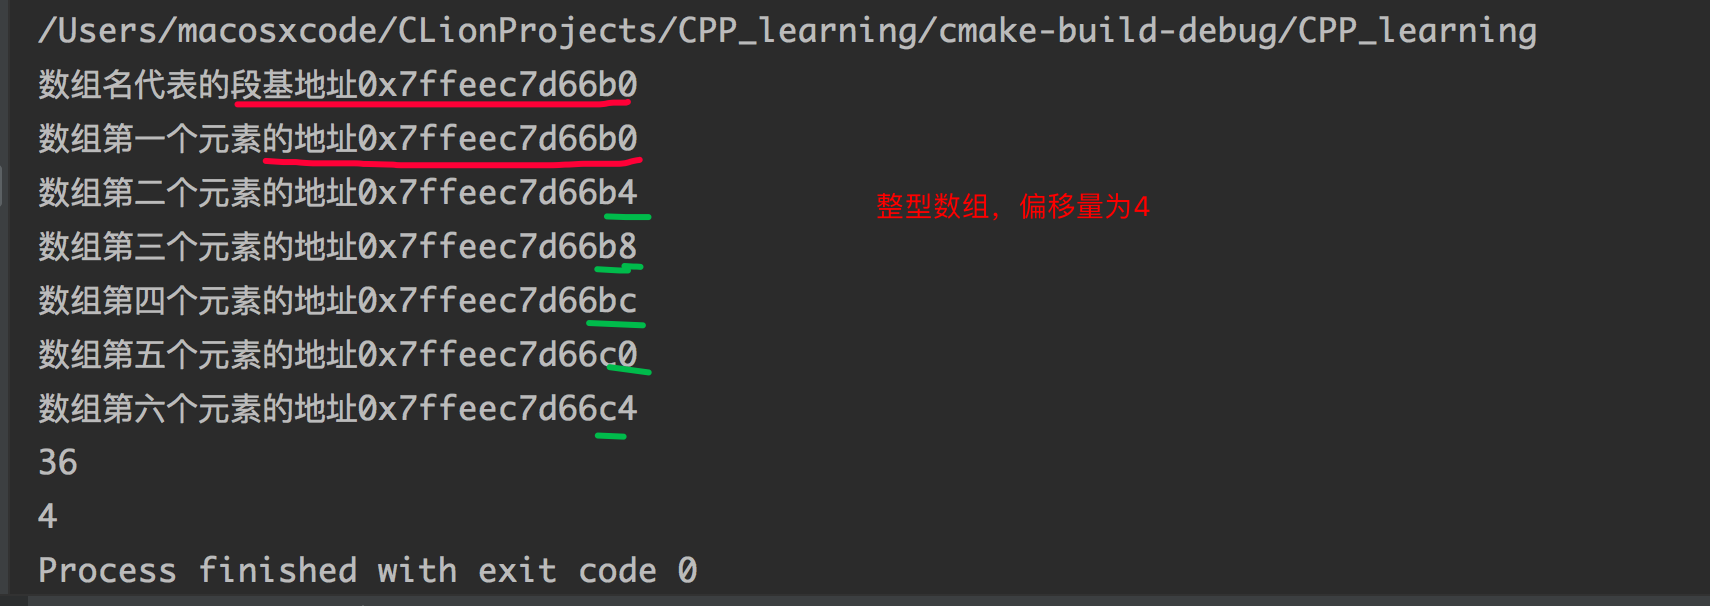 /Users/macosxcode/CLionProjects/CPP_learning/cmake-build-debug/CPP_learning
数组名代表的段基地址0x7ffeec7d66b0
数组第一个元素的地址0x7ffeec7d66b0
数组第二个元素的地址0x7ffeec7d66b4
整型数组，偏移量为4
数组第三个元素的地址0x7ffeec7d66b8
数组第四个元素的地址0x7ffeec7d66bc
数组第五个元素的地址0x7ffeec7d66c0
数组第六个元素的地址0x7ffeec7d66c4
36
4
Process finished with exit code 0